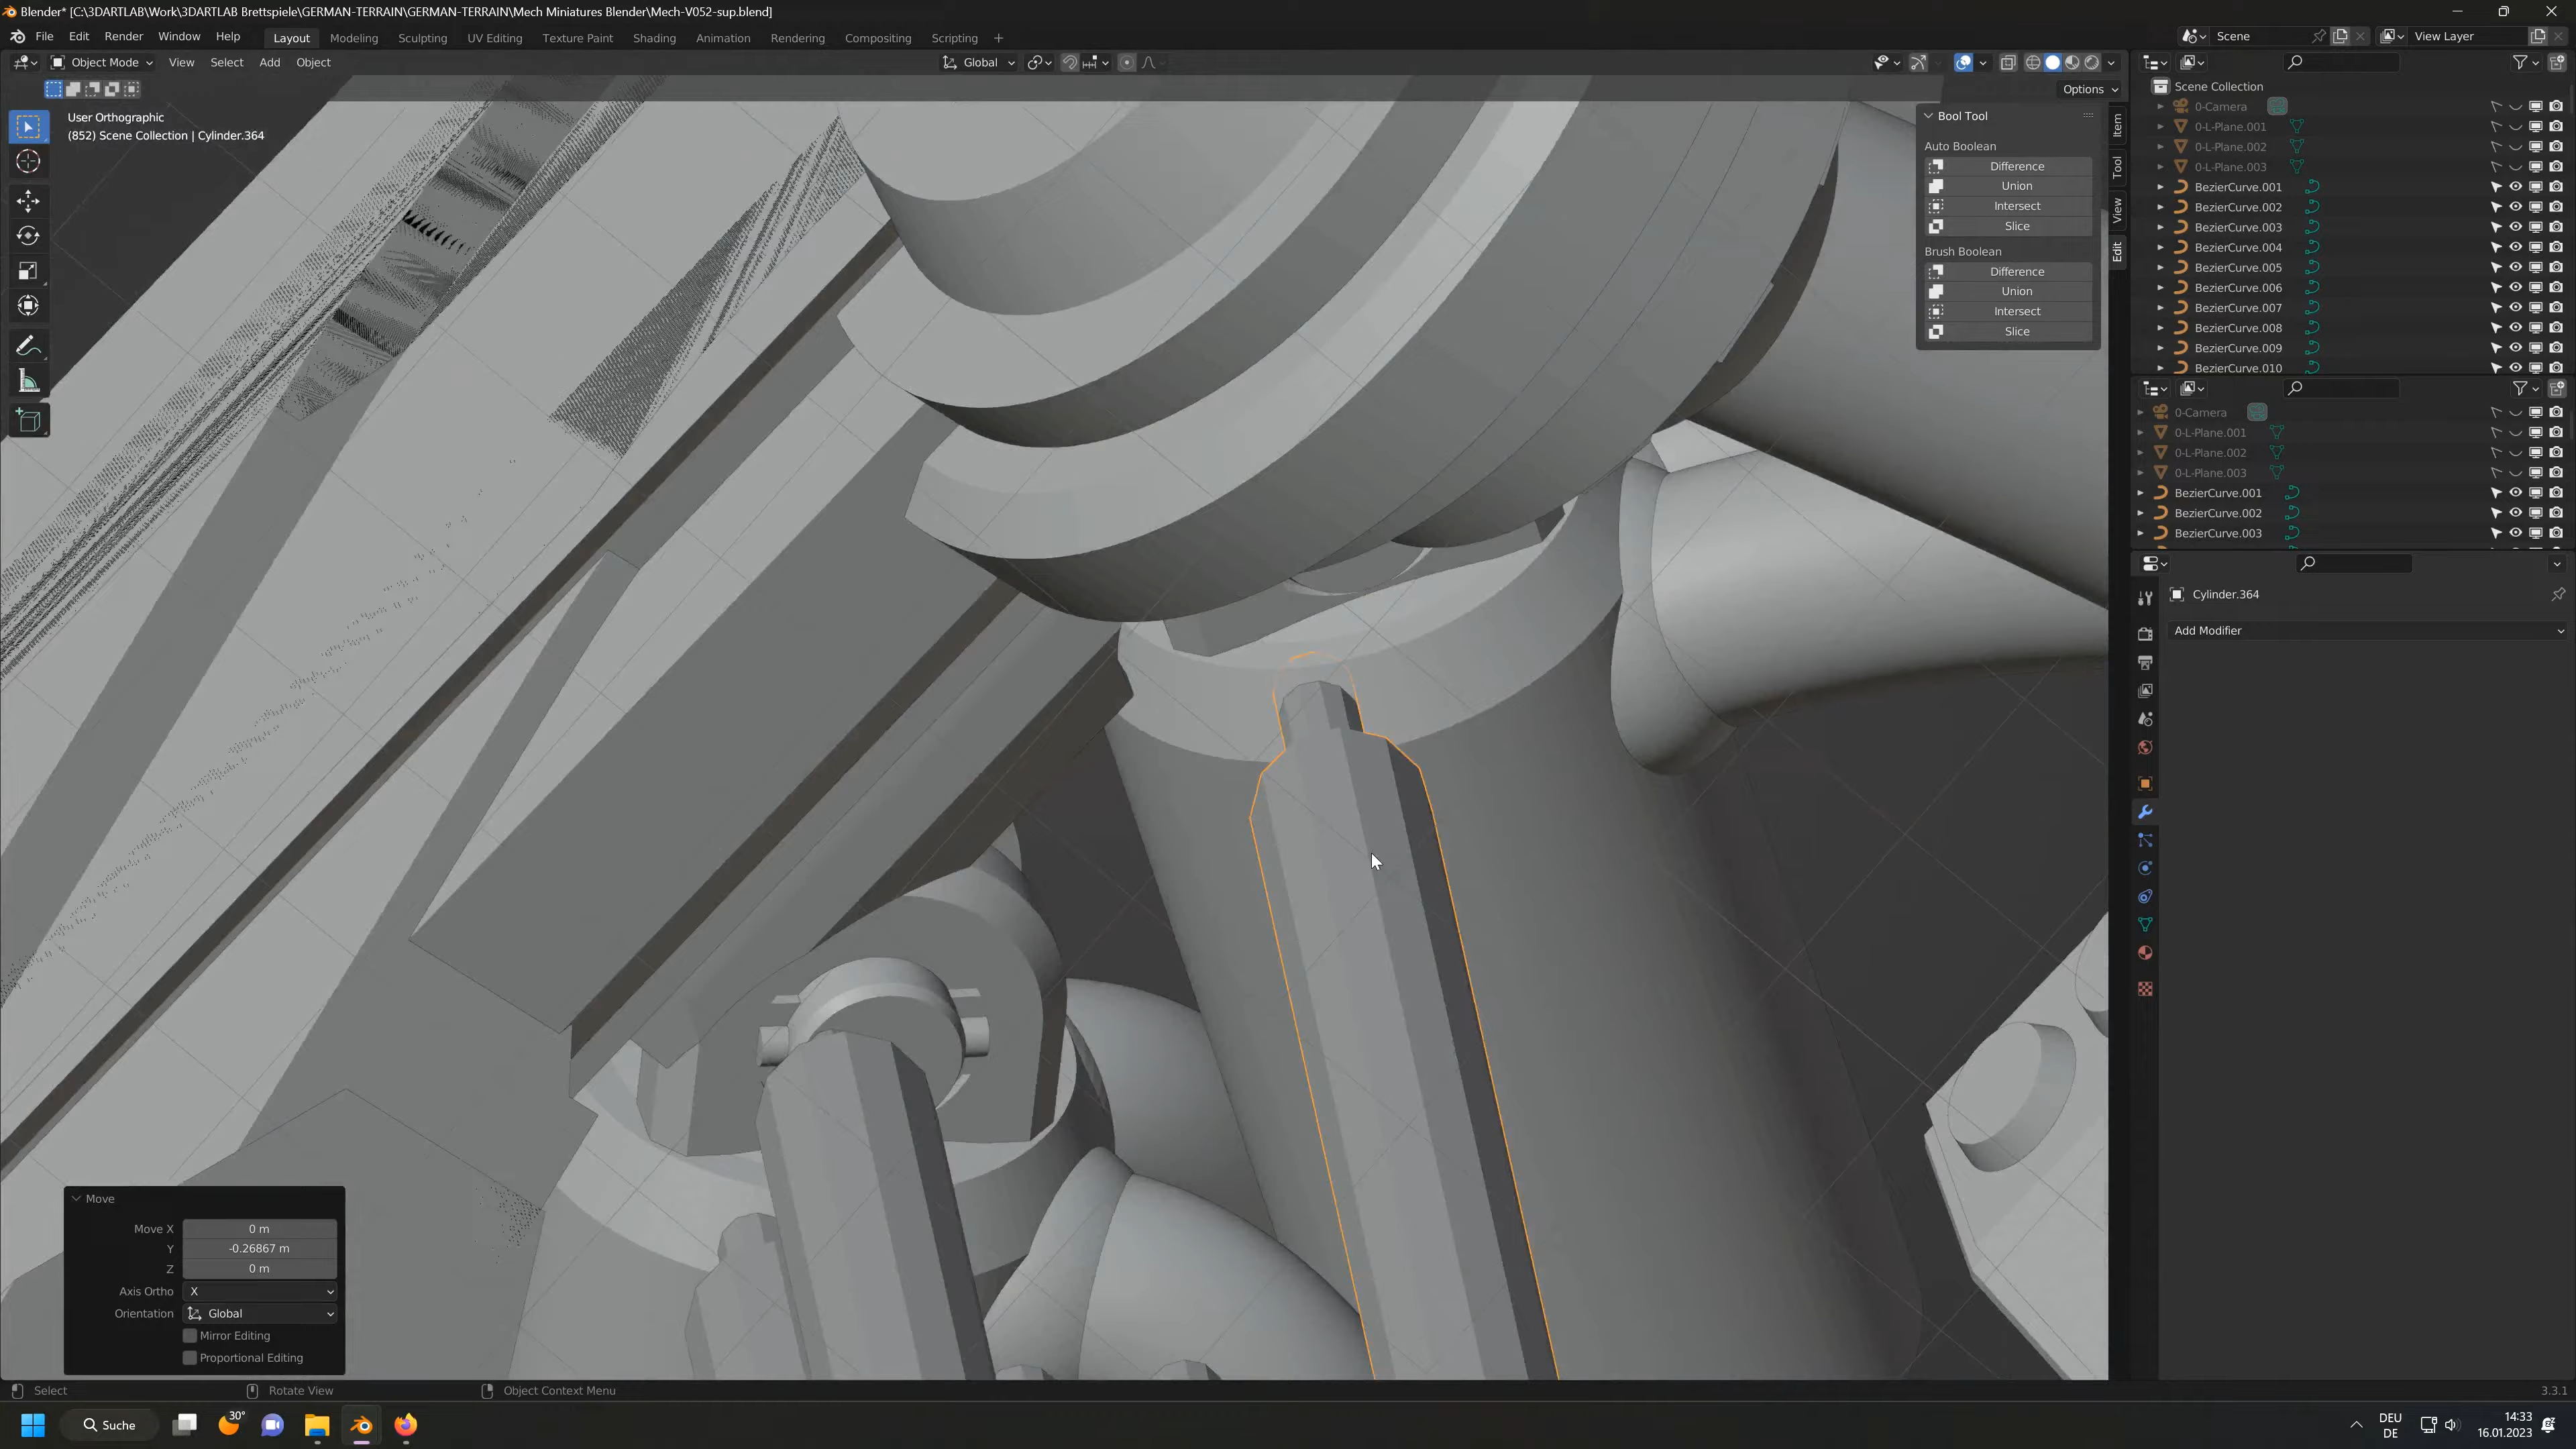 Blender* [C:\3DARTLAB\Work\3DARTLAB Brettspiele\GERMAN-TERRAIN\GERMAN-TERRAIN\Mech Miniatures Blender\Mech-V052-sup.blend]
File Edit Render Window Help Layout Modeling Sculpting UV Editing Texture Paint Shading Animation Rendering Compositing Scripting + Scene View Layer
Object Mode View Select Add Object Global
Options
User Orthographic
(852) Scene Collection | Cylinder.364
Bool Tool
Auto Boolean
Difference
Union
Intersect
Slice
Brush Boolean
Difference
Union
Intersect
Slice
Item
Tool
View
Edit
Scene Collection
0-Camera
0-L-Plane.001
0-L-Plane.002
0-L-Plane.003
BezierCurve.001
BezierCurve.002
BezierCurve.003
BezierCurve.004
BezierCurve.005
BezierCurve.006
BezierCurve.007
BezierCurve.008
BezierCurve.009
BezierCurve.010
0-Camera
0-L-Plane.001
0-L-Plane.002
0-L-Plane.003
BezierCurve.001
BezierCurve.002
BezierCurve.003
Cylinder.364
Add Modifier
Move
Move X 0 m
Y -0.26867 m
Z 0 m
Axis Ortho X
Orientation Global
Mirror Editing
Proportional Editing
Select Rotate View Object Context Menu 3.3.1
Suche 30° DEU 14:33
DE 16.01.2023